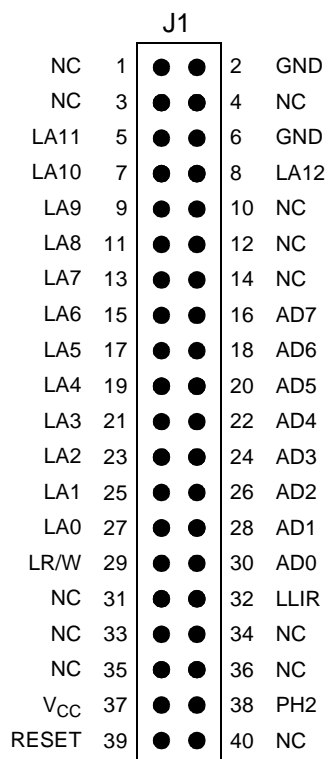 J1
NC 1 2 GND
NC 3 4 NC
LA11 5 6 GND
LA10 7 8 LA12
LA9 9 10 NC
LA8 11 12 NC
LA7 13 14 NC
LA6 15 16 AD7
LA5 17 18 AD6
LA4 19 20 AD5
LA3 21 22 AD4
LA2 23 24 AD3
LA1 25 26 AD2
LA0 27 28 AD1
LR/W 29 30 AD0
NC 31 32 LLIR
NC 33 34 NC
NC 35 36 NC
VCC 37 38 PH2
RESET 39 40 NC